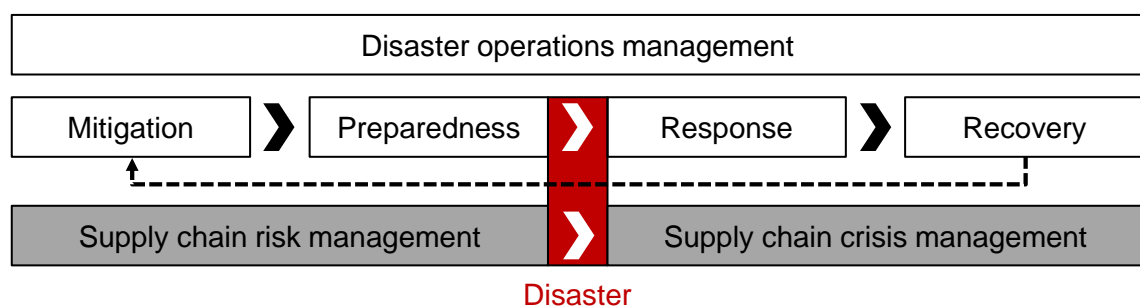 Disaster operations management
Mitigation
Preparedness
Response
Recovery
Supply chain risk management
Supply chain crisis management
Disaster